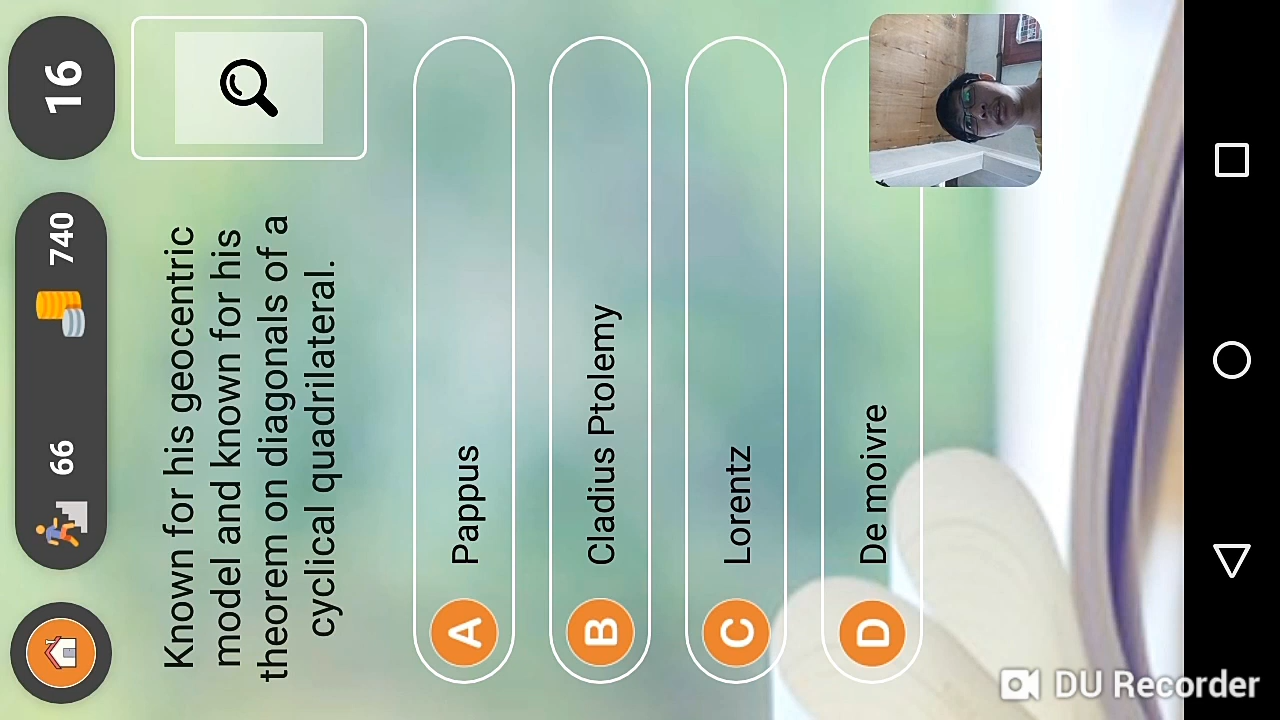 66 740
16
Known for his geocentric
model and known for his
theorem on diagonals of a
cyclical quadrilateral.
A Pappus
B Cladius Ptolemy
C Lorentz
D De moivre
DU Recorder